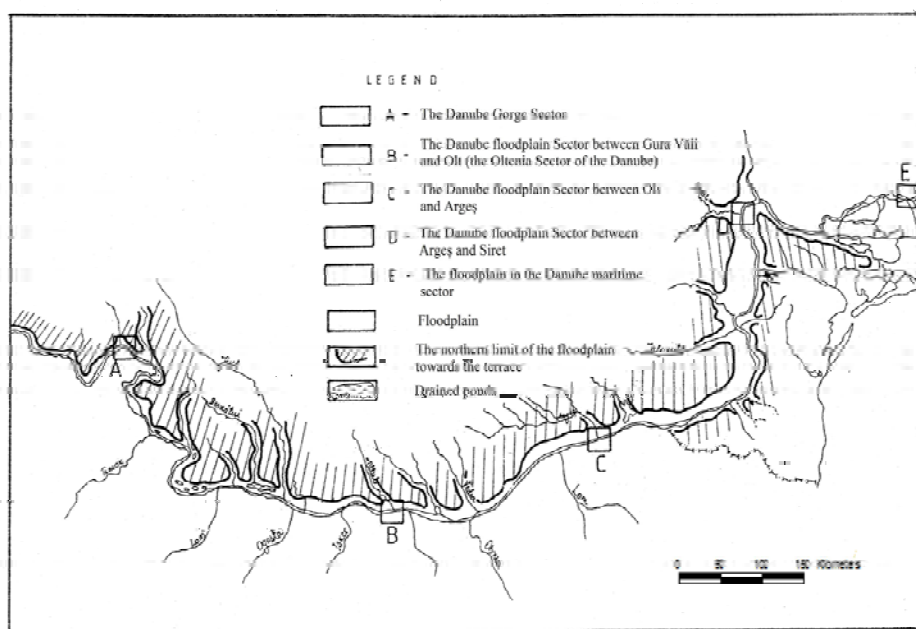 LEGEND
A - The Danube Gorge Sector
B - The Danube floodplain Sector between Gura Văii
and Olt (the Oltenia Sector of the Danube)
C - The Danube floodplain Sector between Olt
and Argeş
D - The Danube floodplain Sector between
Argeş and Siret
E - The floodplain in the Danube maritime
sector
Floodplain
The northern limit of the floodplain
towards the terrace
Drained ponds
E
D
A
C
B
Lom
0 50 100 150 Kilometers